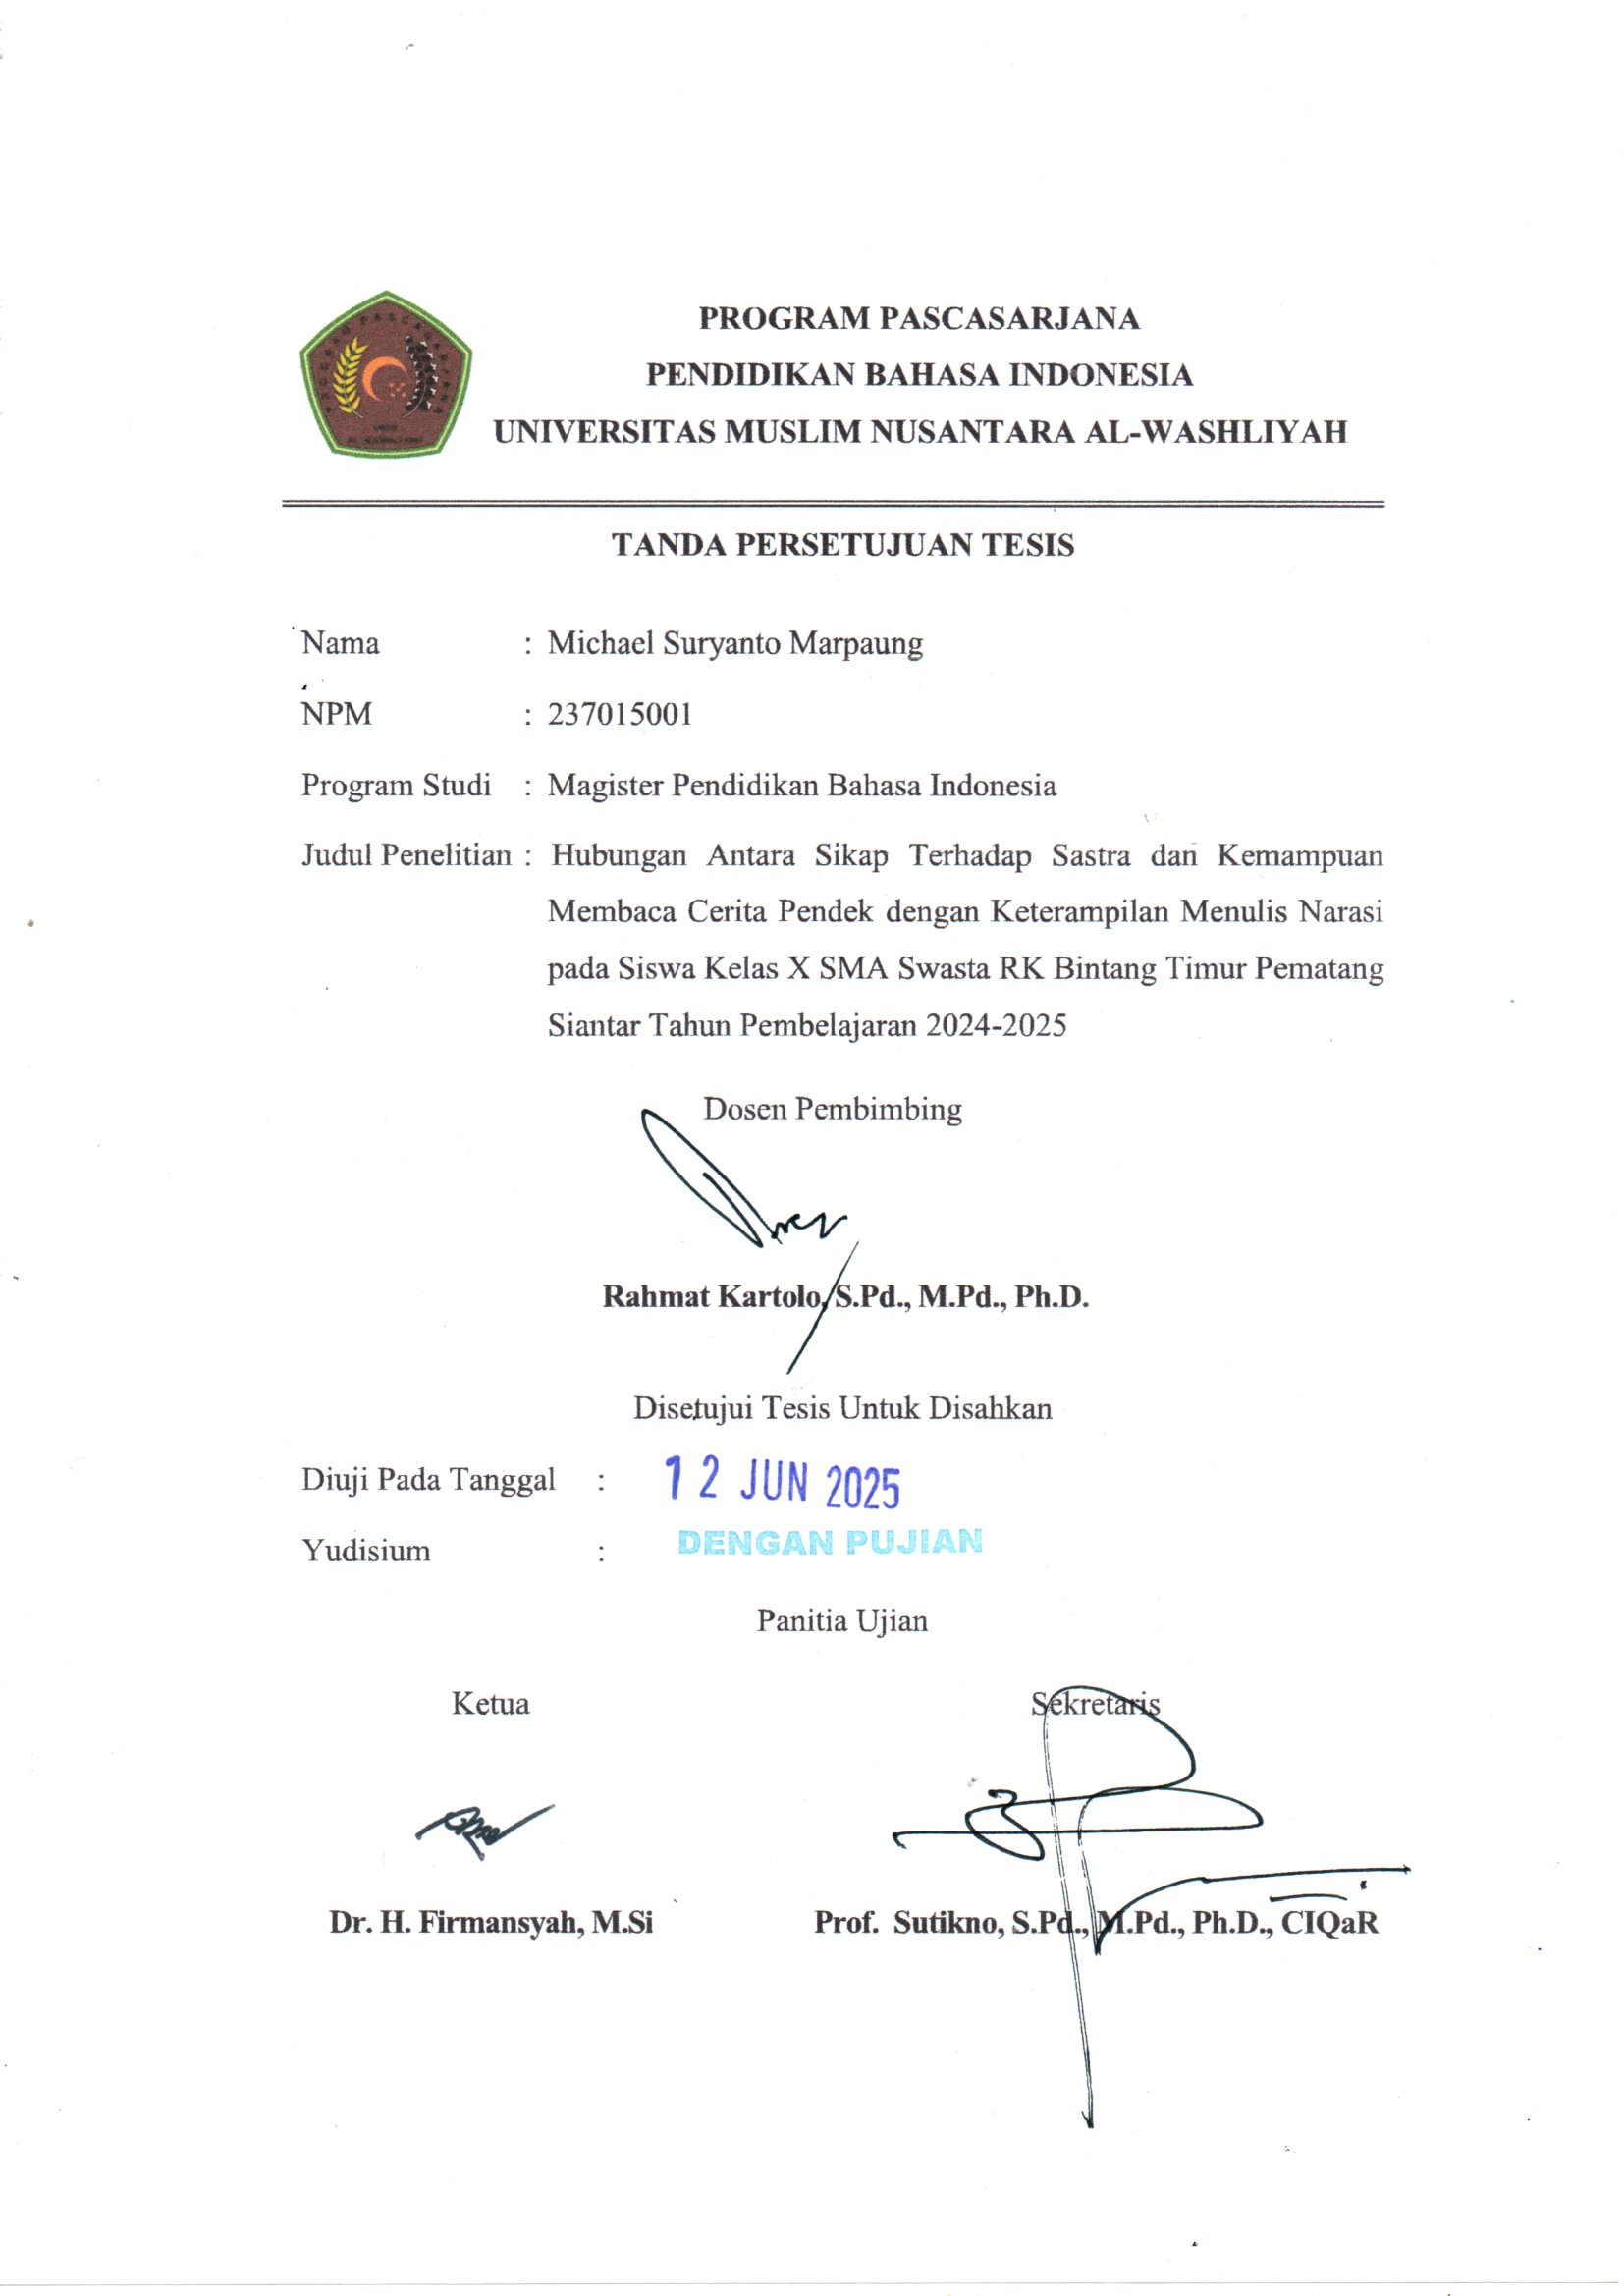 PROGRAM PASCASARJANA
PENDIDIKAN BAHASA INDONESIA
UNIVERSITAS MUSLIM NUSANTARA AL-WASHLIYAH
TANDA PERSETUJUAN TESIS
Nama : Michael Suryanto Marpaung
NPM : 237015001
Program Studi : Magister Pendidikan Bahasa Indonesia
Judul Penelitian : Hubungan Antara Sikap Terhadap Sastra dan Kemampuan
Membaca Cerita Pendek dengan Keterampilan Menulis Narasi
pada Siswa Kelas X SMA Swasta RK Bintang Timur Pematang
Siantar Tahun Pembelajaran 2024-2025
Dosen Pembimbing
Rahmat Kartolo, S.Pd., M.Pd., Ph.D.
Disetujui Tesis Untuk Disahkan
Diuji Pada Tanggal : 12 JUN 2025
Yudisium : DENGAN PUJIAN
Panitia Ujian
Ketua Sekretaris
Dr. H. Firmansyah, M.Si Prof. Sutikno, S.Pd., M.Pd., Ph.D., CIQaR